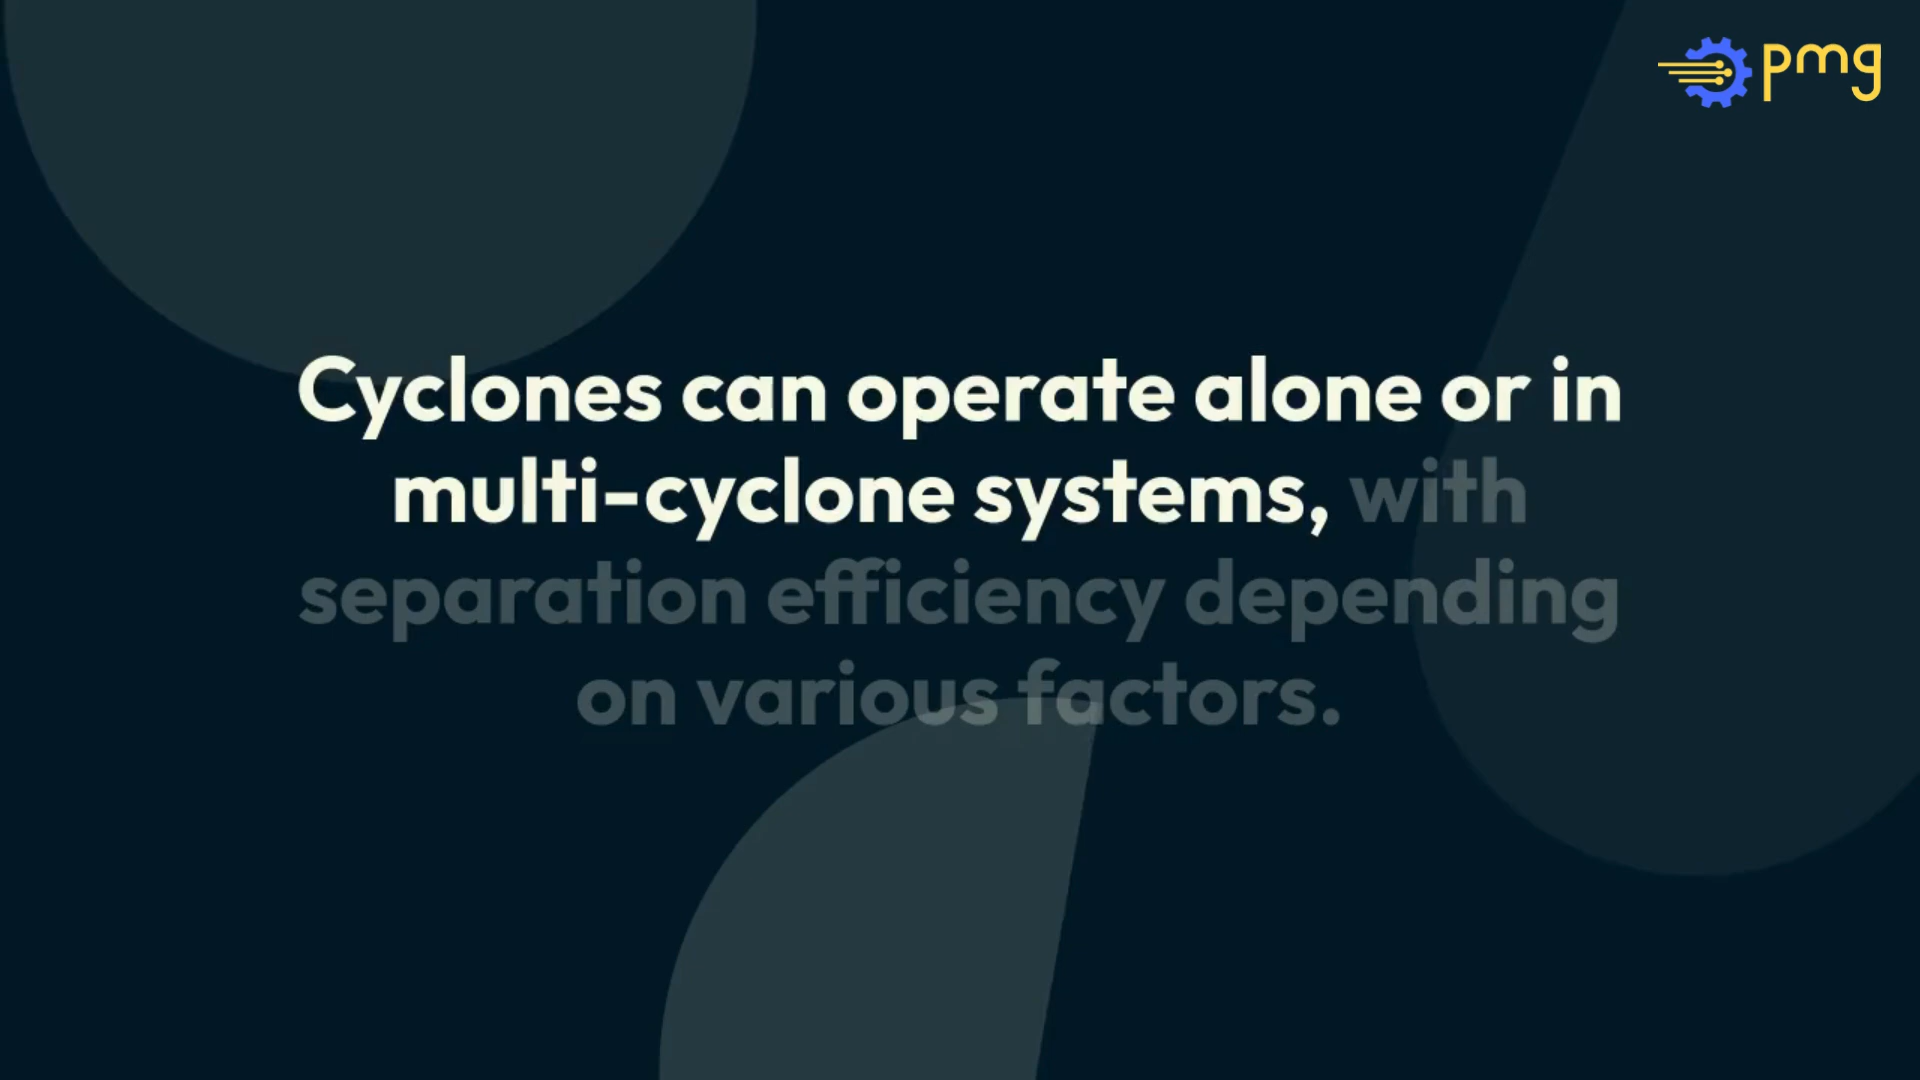 pmg
Cyclones can operate alone or in
multi-cyclone systems, with
separation efficiency depending
on various factors.